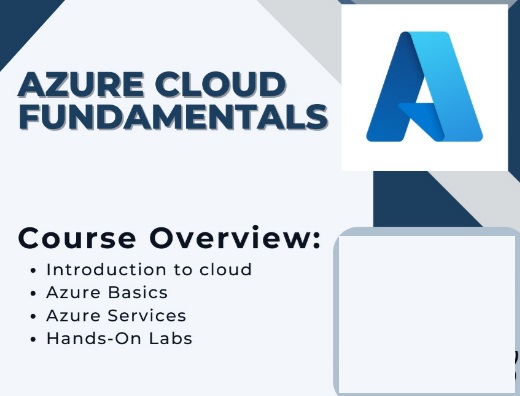 AZURE CLOUD
FUNDAMENTALS
Course Overview:
• Introduction to cloud
• Azure Basics
• Azure Services
• Hands-On Labs